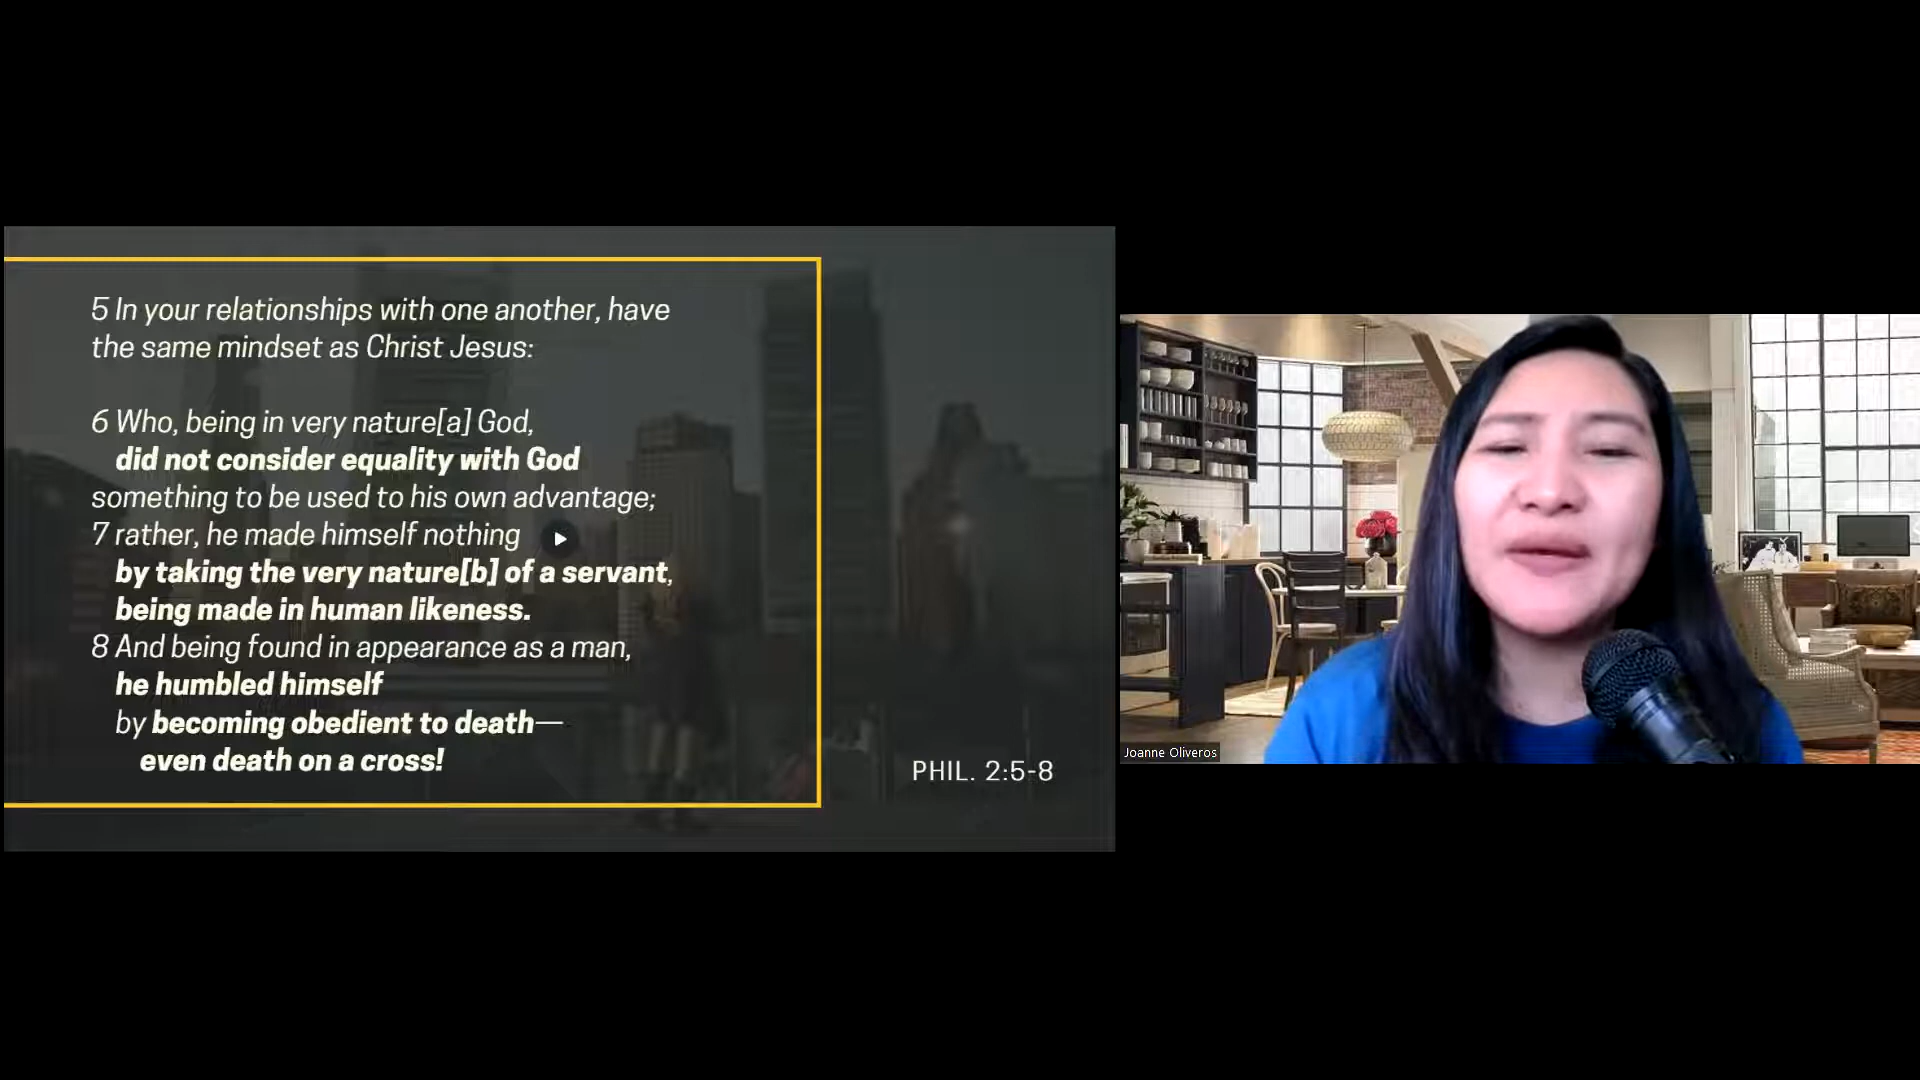 5 In your relationships with one another, have
the same mindset as Christ Jesus:
6 Who, being in very nature[a] God,
did not consider equality with God
something to be used to his own advantage;
7 rather, he made himself nothing
by taking the very nature[b] of a servant,
being made in human likeness.
8 And being found in appearance as a man,
he humbled himself
by becoming obedient to death—
even death on a cross!
PHIL. 2:5-8
Joanne Oliveros